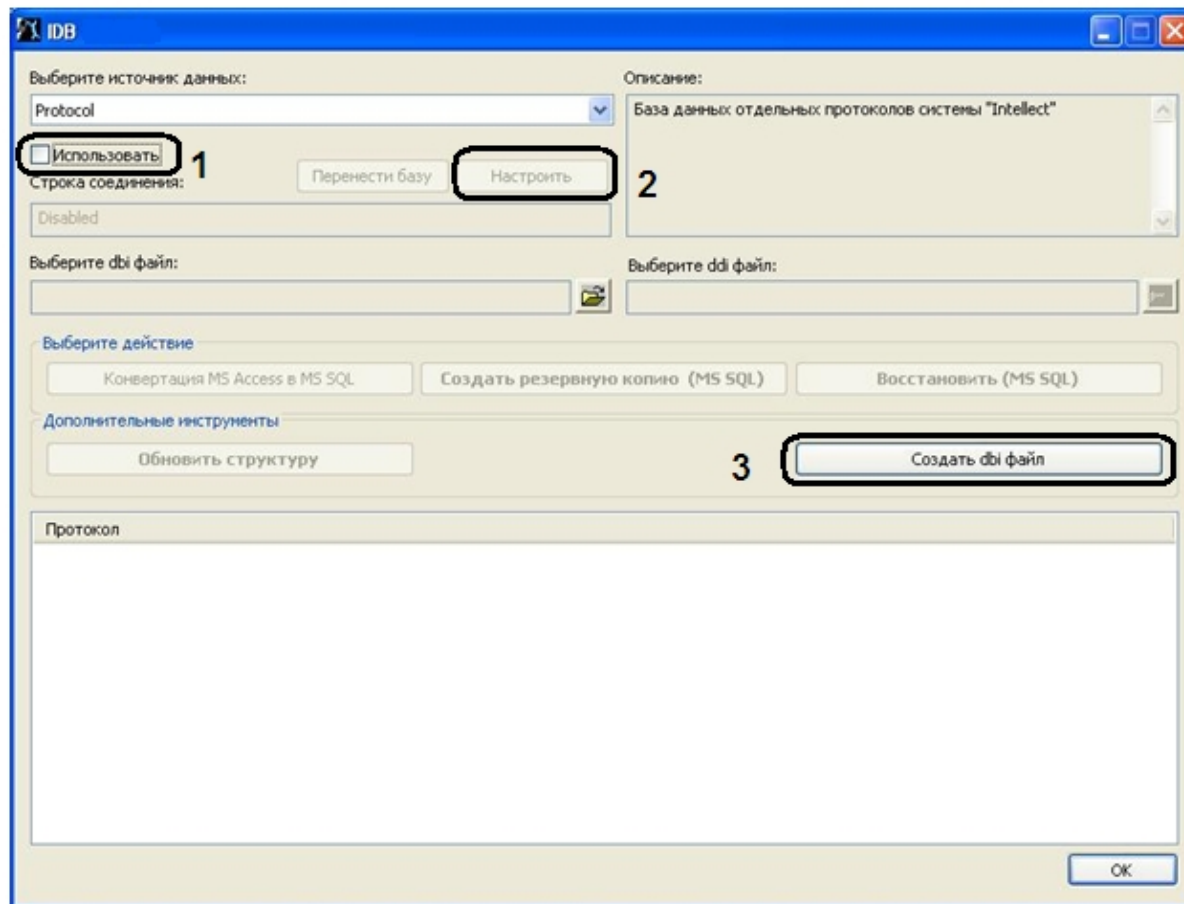 IDB
Выберите источник данных:
Описание:
Protocol
База данных отдельных протоколов системы "Intellect"
Использовать
1
Перенести базу
Настроить
2
Строка соединения:
Disabled
Выберите dbi файл:
Выберите ddi файл:
Выберите действие
Конвертация MS Access в MS SQL
Создать резервную копию (MS SQL)
Восстановить (MS SQL)
Дополнительные инструменты
Обновить структуру
3
Создать dbi файл
Протокол
OK